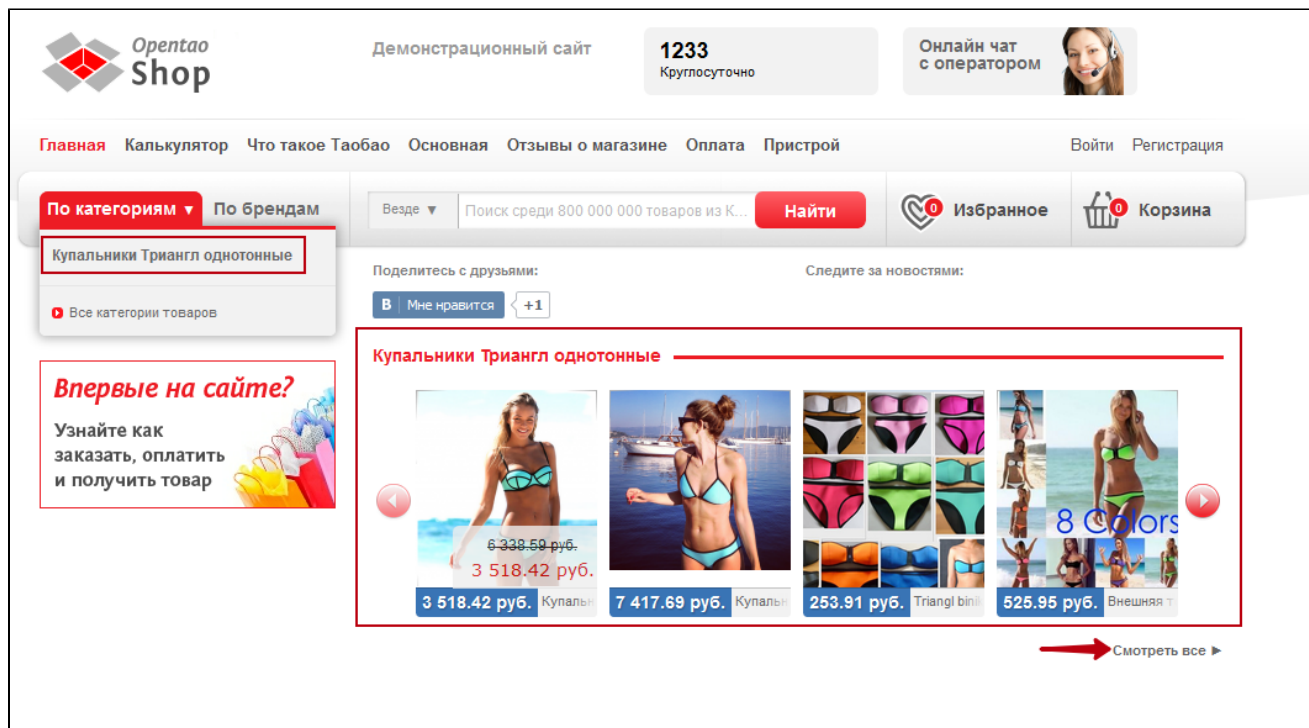 Opentao
Shop
Демонстрационный сайт
1233
Круглосуточно
Онлайн чат
с оператором
Главная Калькулятор Что такое Таобао Основная Отзывы о магазине Оплата Пристрой
Войти Регистрация
По категориям ▼ По брендам
Везде ▼ Поиск среди 800 000 000 товаров из К... Найти
0 Избранное
0 Корзина
Купальники Триангл однотонные
Все категории товаров
Поделитесь с друзьями:
Следите за новостями:
В Мне нравится +1
Впервые на сайте?
Узнайте как
заказать, оплатить
и получить товар
Купальники Триангл однотонные
6 338.59 руб.
3 518.42 руб.
8 Colors
3 518.42 руб. Купальн
7 417.69 руб. Купальн
253.91 руб. Triangl bini
525.95 руб. Внешняя т
Смотреть все ►